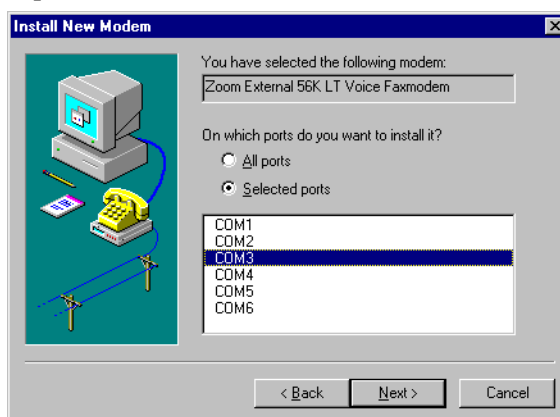 Install New Modem
You have selected the following modem:
Zoom External 56K LT Voice Faxmodem
On which ports do you want to install it?
All ports
Selected ports
COM1
COM2
COM3
COM4
COM5
COM6
< Back
Next >
Cancel